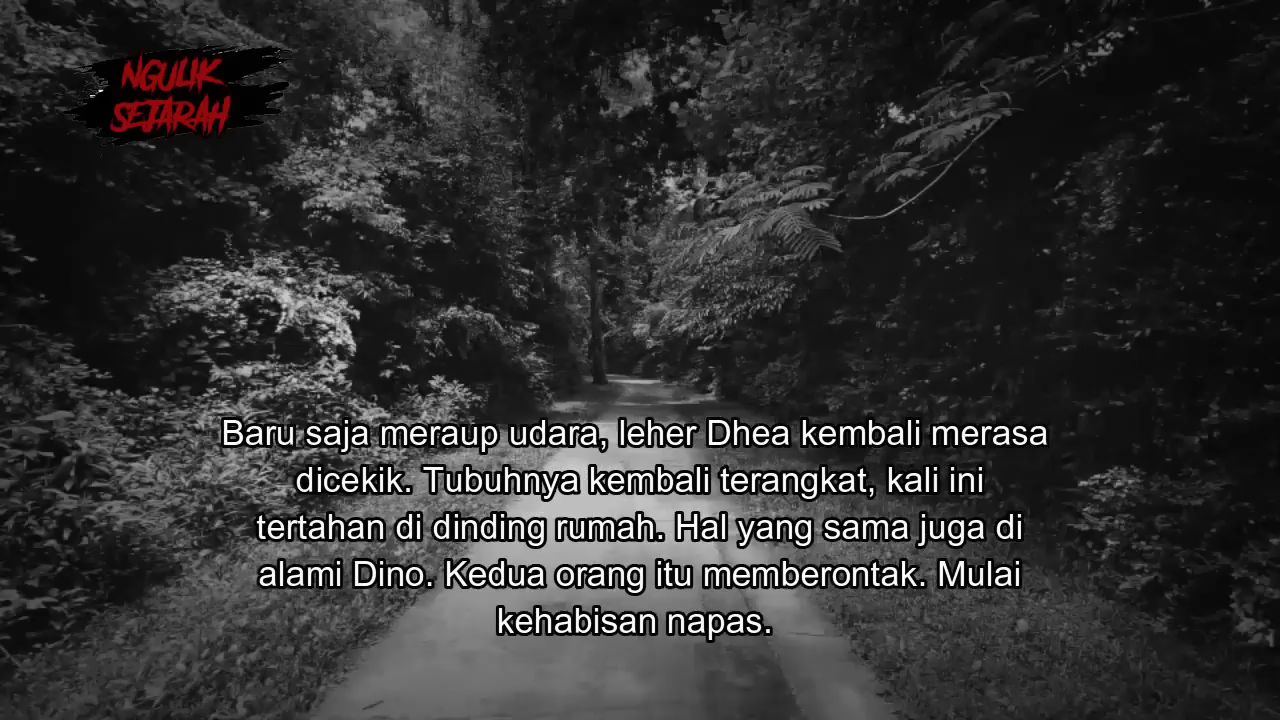 NGULIK
SEJARAH
Baru saja meraup udara, leher Dhea kembali merasa
dicekik. Tubuhnya kembali terangkat, kali ini
tertahan di dinding rumah. Hal yang sama juga di
alami Dino. Kedua orang itu memberontak. Mulai
kehabisan napas.